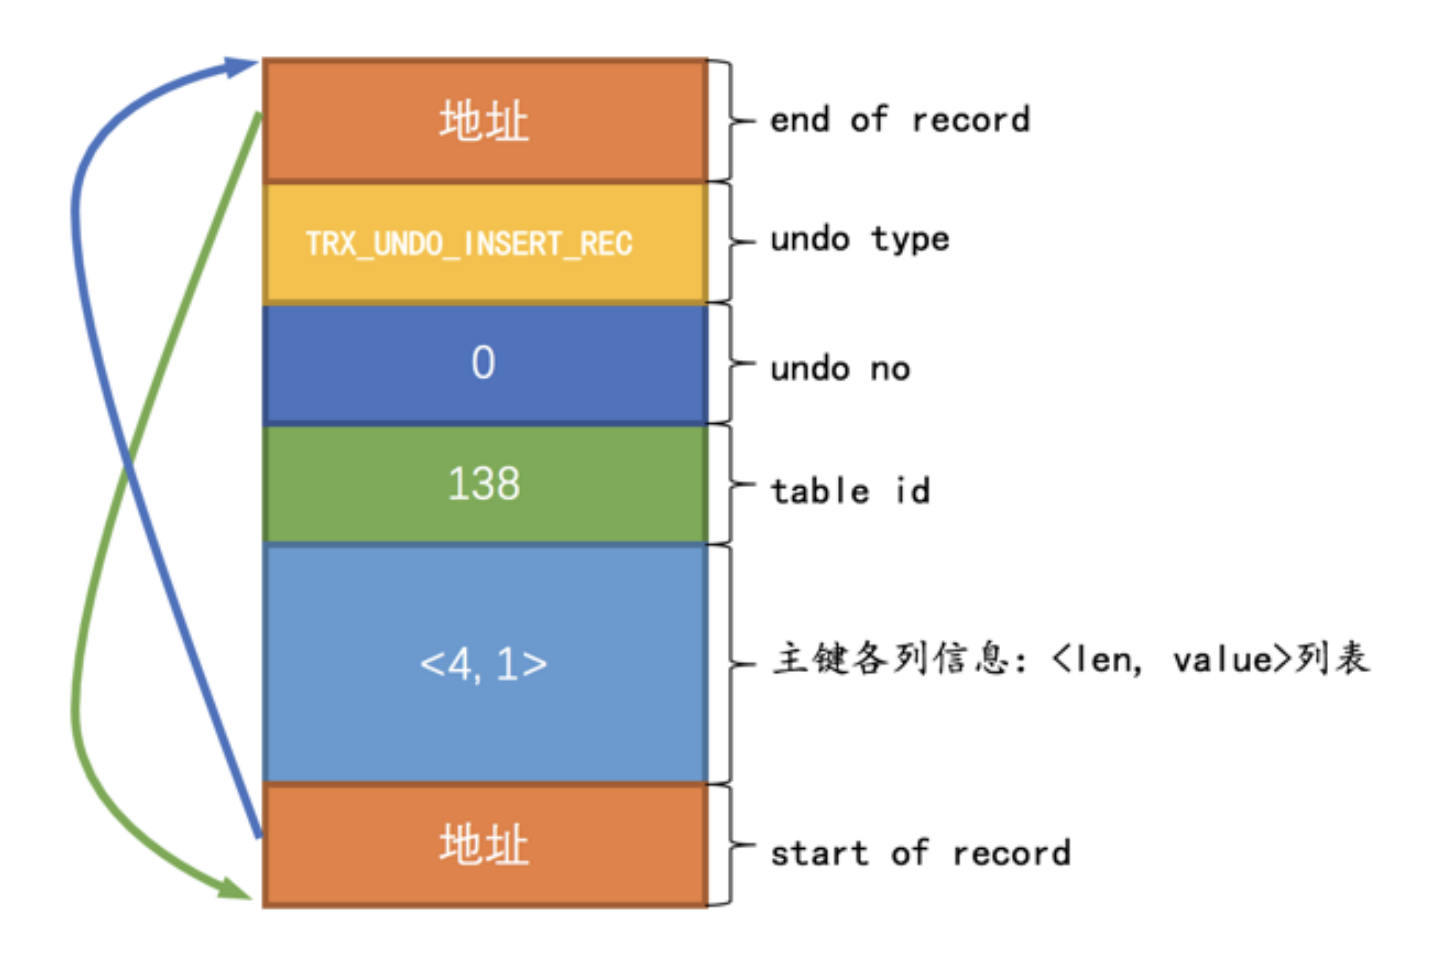 地址
end of record
TRX_UNDO_INSERT_REC
undo type
0
undo no
138
table id
<4, 1>
主键各列信息: <len, value>列表
地址
start of record